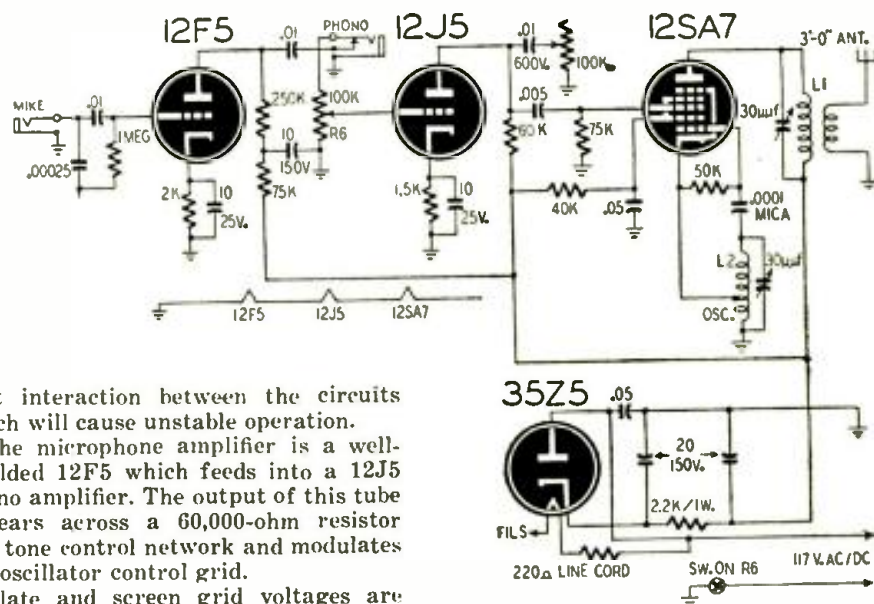 12F5
12J5
12SA7
PHONO
3'-0" ANT.
MIKE
.01
.01
.01
600V.
100K
L1
.00025
1MEG
250K
100K
R6
.005
60K
75K
30μμf
10
150V
75K
2K
10
25V.
1.5K
10
25V.
40K
.05
50K
.0001
MICA
L2
30μμf
OSC.
12F5
12J5
12SA7
t interaction between the circuits
ch will cause unstable operation.
he microphone amplifier is a well-
lded 12F5 which feeds into a 12J5
no amplifier. The output of this tube
ears across a 60,000-ohm resistor
tone control network and modulates
oscillator control grid.
late and screen grid voltages are
35Z5
.05
20
150V.
2.2K/1W.
FILS
220Ω LINE CORD
SW. ON R6
117 V. AC/DC